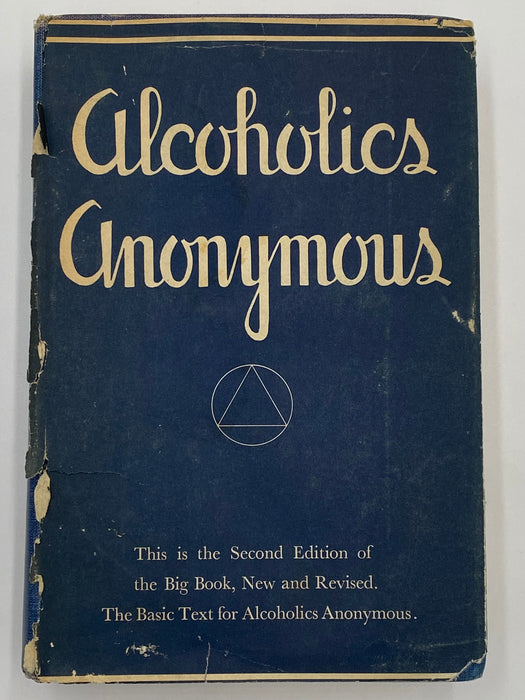 Alcoholics
Anonymous
This is the Second Edition of
the Big Book, New and Revised.
The Basic Text for Alcoholics Anonymous.